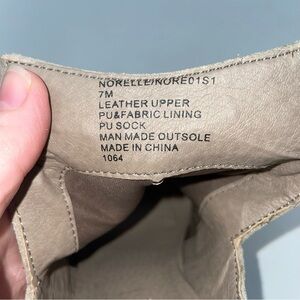 NORELLE/NORE01S1
7M
LEATHER UPPER
PU&FABRIC LINING
PU SOCK
MAN MADE OUTSOLE
MADE IN CHINA
1064